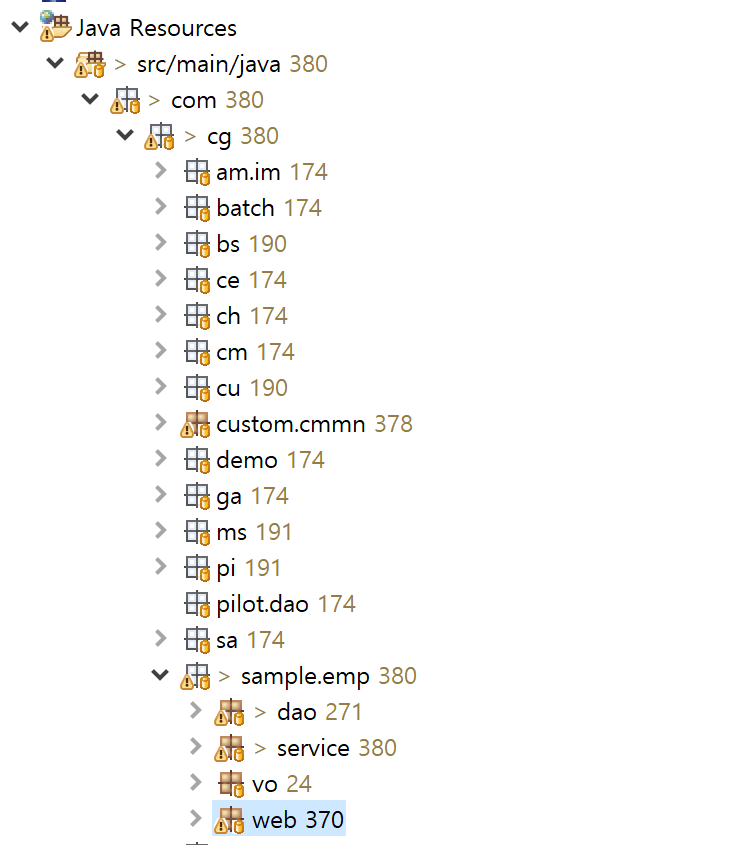 Java Resources
> src/main/java 380
> com 380
> cg 380
am.im 174
batch 174
bs 190
ce 174
ch 174
cm 174
cu 190
custom.cmmn 378
demo 174
ga 174
ms 191
pi 191
pilot.dao 174
sa 174
> sample.emp 380
> dao 271
> service 380
vo 24
web 370